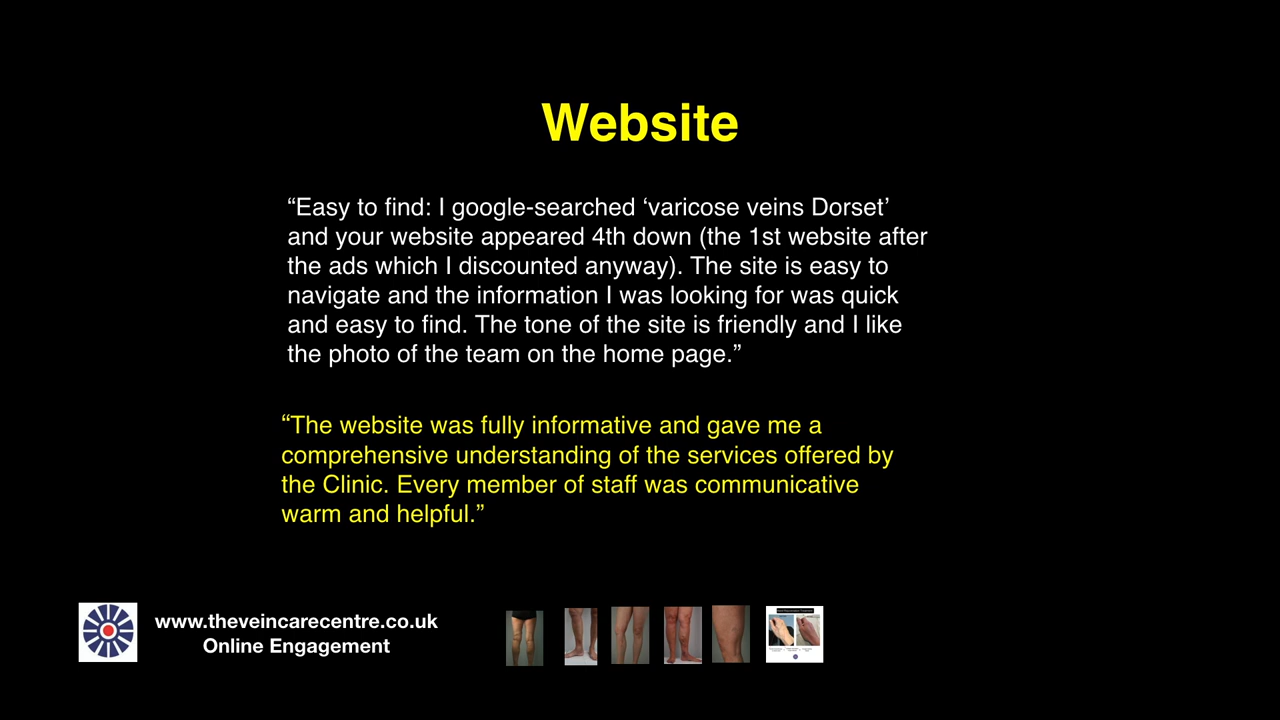 Website
“Easy to find: I google-searched ‘varicose veins Dorset’
and your website appeared 4th down (the 1st website after
the ads which I discounted anyway). The site is easy to
navigate and the information I was looking for was quick
and easy to find. The tone of the site is friendly and I like
the photo of the team on the home page.”
“The website was fully informative and gave me a
comprehensive understanding of the services offered by
the Clinic. Every member of staff was communicative
warm and helpful.”
www.theveincarecentre.co.uk
Online Engagement